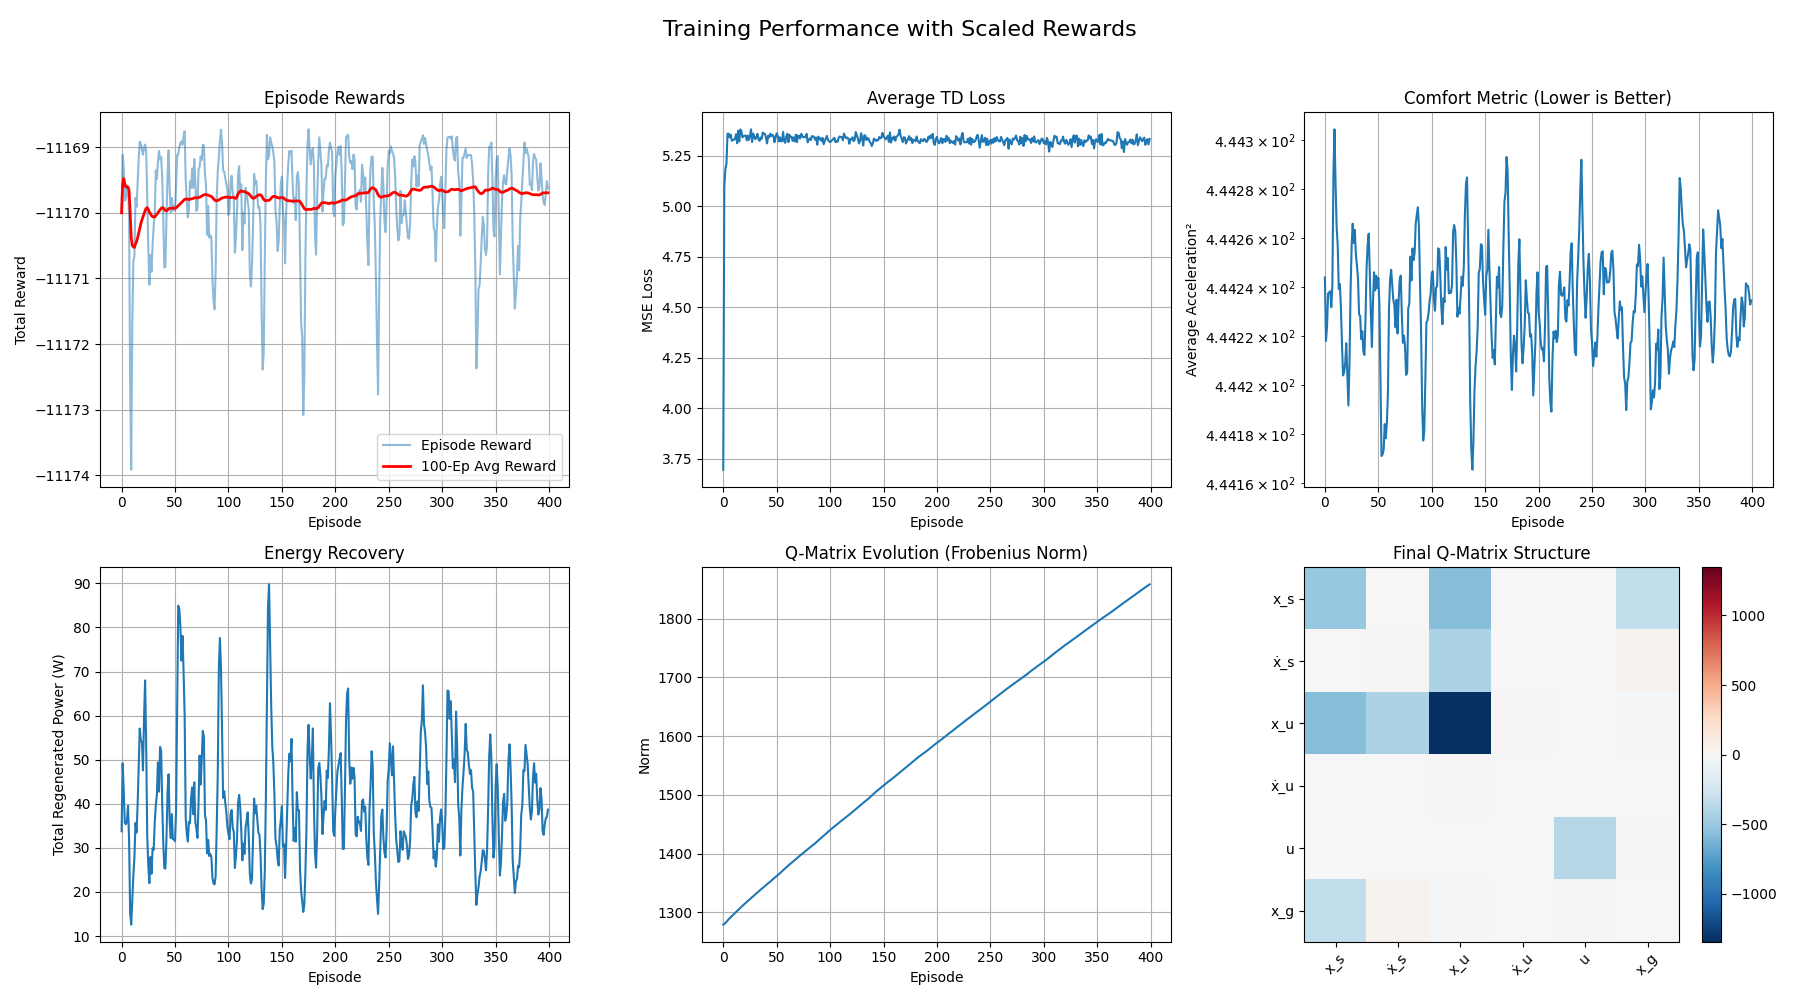 Training Performance with Scaled Rewards
Episode Rewards
Total Reward
−11169
−11170
−11171
−11172
−11173
−11174
Episode Reward
100-Ep Avg Reward
0 50 100 150 200 250 300 350 400
Episode
Average TD Loss
MSE Loss
5.25
5.00
4.75
4.50
4.25
4.00
3.75
0 50 100 150 200 250 300 350 400
Episode
Comfort Metric (Lower is Better)
Average Acceleration²
4.443 × 10²
4.4428 × 10²
4.4426 × 10²
4.4424 × 10²
4.4422 × 10²
4.442 × 10²
4.4418 × 10²
4.4416 × 10²
0 50 100 150 200 250 300 350 400
Episode
Energy Recovery
Total Regenerated Power (W)
90
80
70
60
50
40
30
20
10
0 50 100 150 200 250 300 350 400
Episode
Q-Matrix Evolution (Frobenius Norm)
Norm
1800
1700
1600
1500
1400
1300
0 50 100 150 200 250 300 350 400
Episode
Final Q-Matrix Structure
x_s
ẋ_s
x_u
ẋ_u
u
x_g
x_s ẋ_s x_u ẋ_u u x_g
1000
500
0
−500
−1000